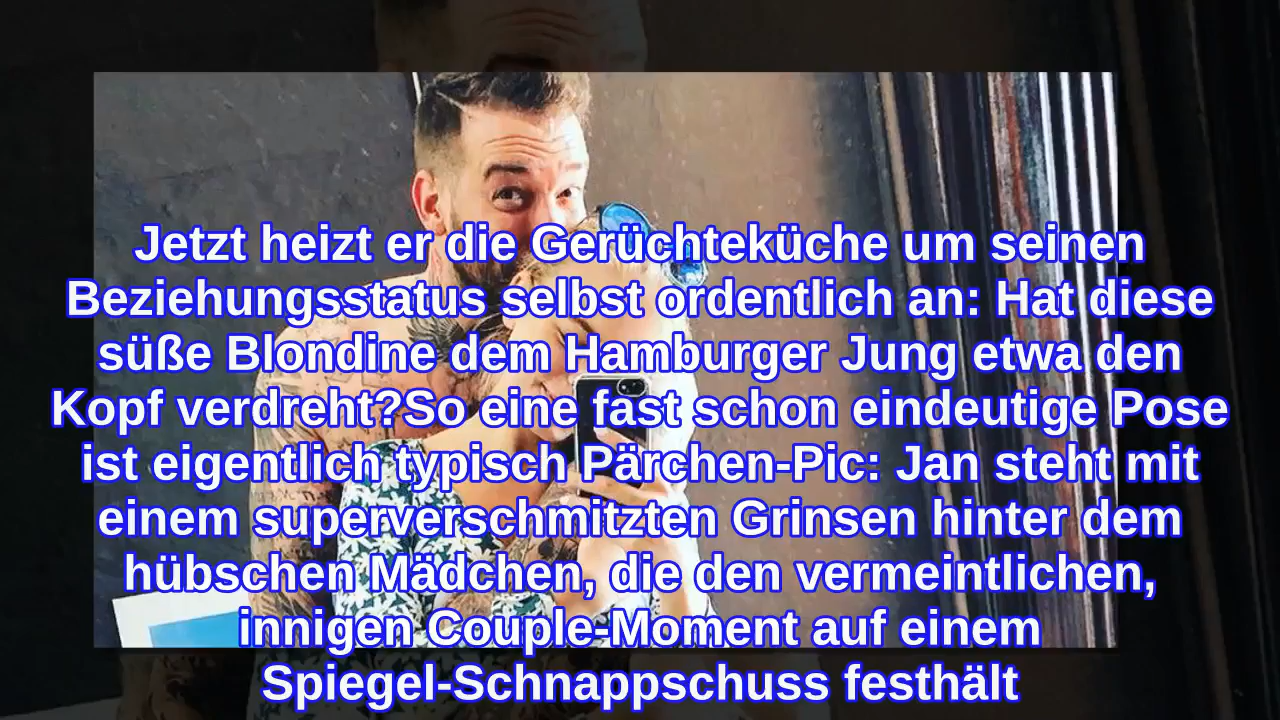 Jetzt heizt er die Gerüchteküche um seinen
Beziehungsstatus selbst ordentlich an: Hat diese
süße Blondine dem Hamburger Jung etwa den
Kopf verdreht?So eine fast schon eindeutige Pose
ist eigentlich typisch Pärchen-Pic: Jan steht mit
einem superverschmitzten Grinsen hinter dem
hübschen Mädchen, die den vermeintlichen,
innigen Couple-Moment auf einem
Spiegel-Schnappschuss festhält